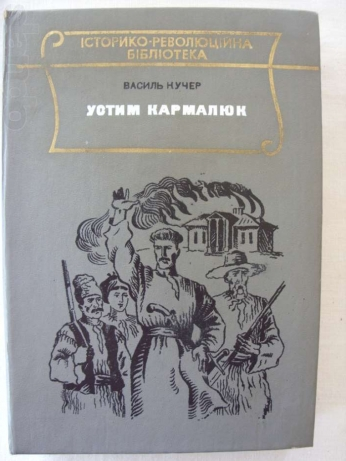 ІСТОРИКО-РЕВОЛЮЦІЙНА
БІБЛІОТЕКА
ВАСИЛЬ КУЧЕР
УСТИМ КАРМАЛЮК